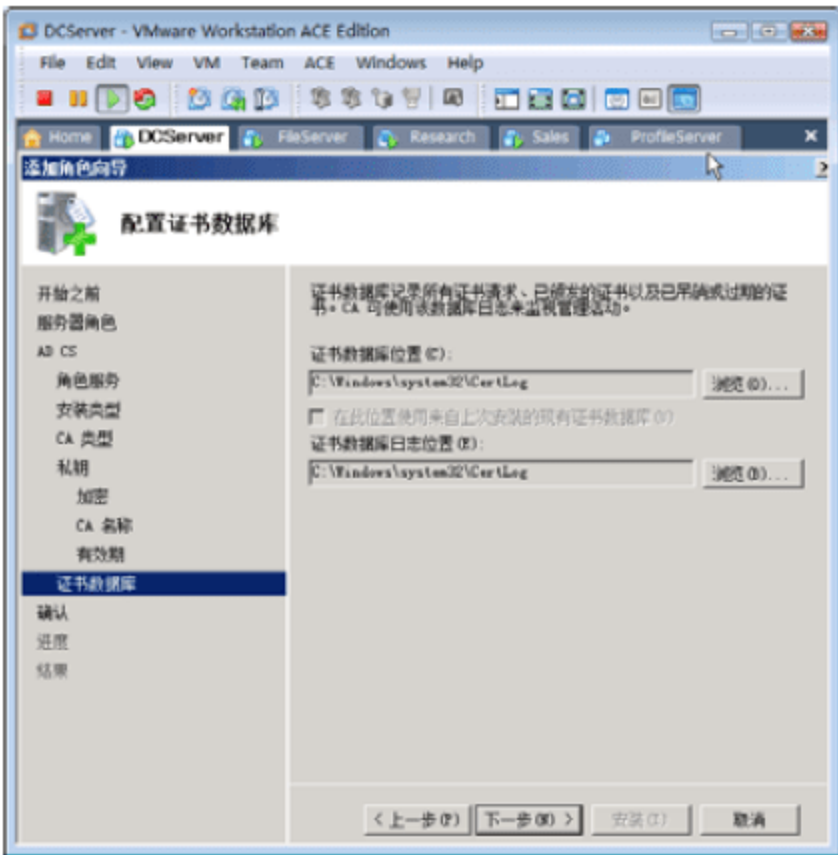 DCServer - VMware Workstation ACE Edition
File Edit View VM Team ACE Windows Help
Home DCServer FileServer Research Sales ProfileServer
添加角色向导
配置证书数据库
开始之前
服务器角色
AD CS
角色服务
安装类型
CA 类型
私钥
加密
CA 名称
有效期
证书数据库
确认
进度
结果
证书数据库记录所有证书请求、已颁发的证书以及已吊销或过期的证
书。CA 可使用该数据库日志来监视管理活动。
证书数据库位置(C):
C:\Windows\system32\CertLog
浏览(O)...
在此位置使用来自上次安装的现有证书数据库(V)
证书数据库日志位置(E):
C:\Windows\system32\CertLog
浏览(B)...
< 上一步(P) 下一步(N) > 安装(I) 取消